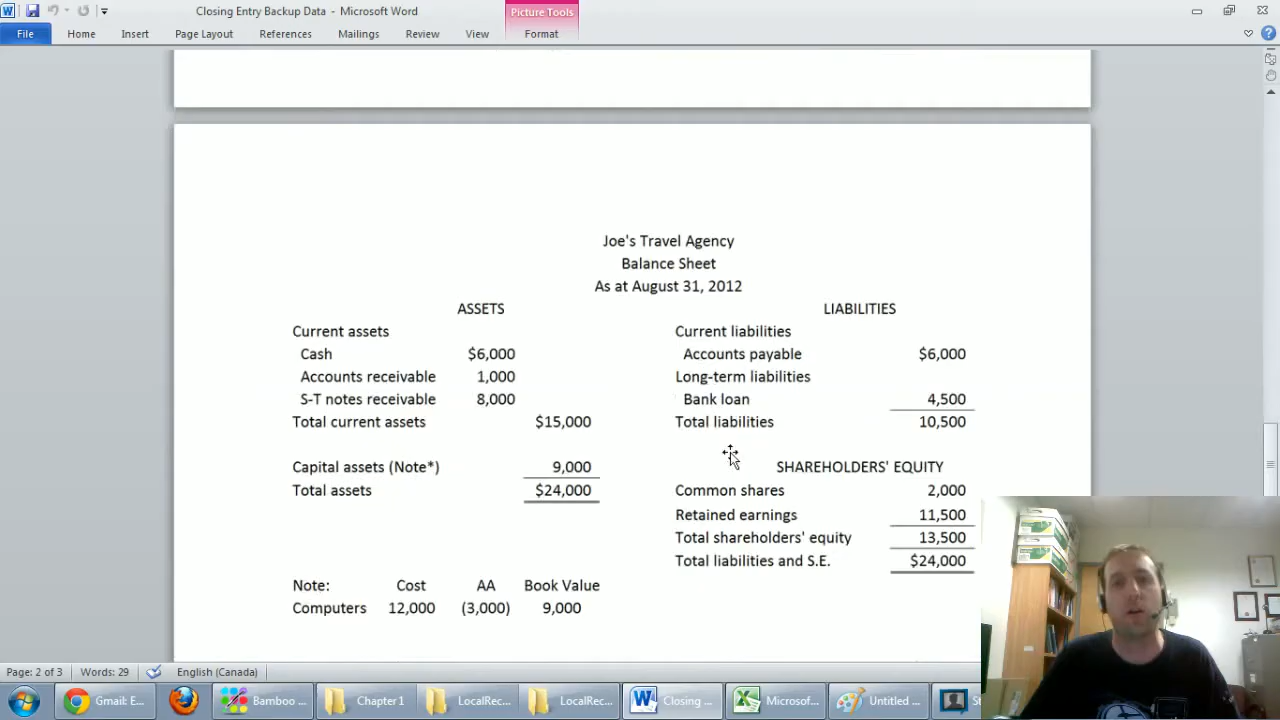 Closing Entry Backup Data - Microsoft Word
Picture Tools
File Home Insert Page Layout References Mailings Review View Format
Joe's Travel Agency
Balance Sheet
As at August 31, 2012
ASSETS LIABILITIES
Current assets Current liabilities
Cash $6,000 Accounts payable $6,000
Accounts receivable 1,000 Long-term liabilities
S-T notes receivable 8,000 Bank loan 4,500
Total current assets $15,000 Total liabilities 10,500
Capital assets (Note*) 9,000 SHAREHOLDERS' EQUITY
Total assets $24,000 Common shares 2,000
Retained earnings 11,500
Total shareholders' equity 13,500
Total liabilities and S.E. $24,000
Note: Cost AA Book Value
Computers 12,000 (3,000) 9,000
Page: 2 of 3 Words: 29 English (Canada)
Gmail: E... Bamboo ... Chapter1 LocalRec... LocalRec... Closing ... Microsof... Untitled ... St